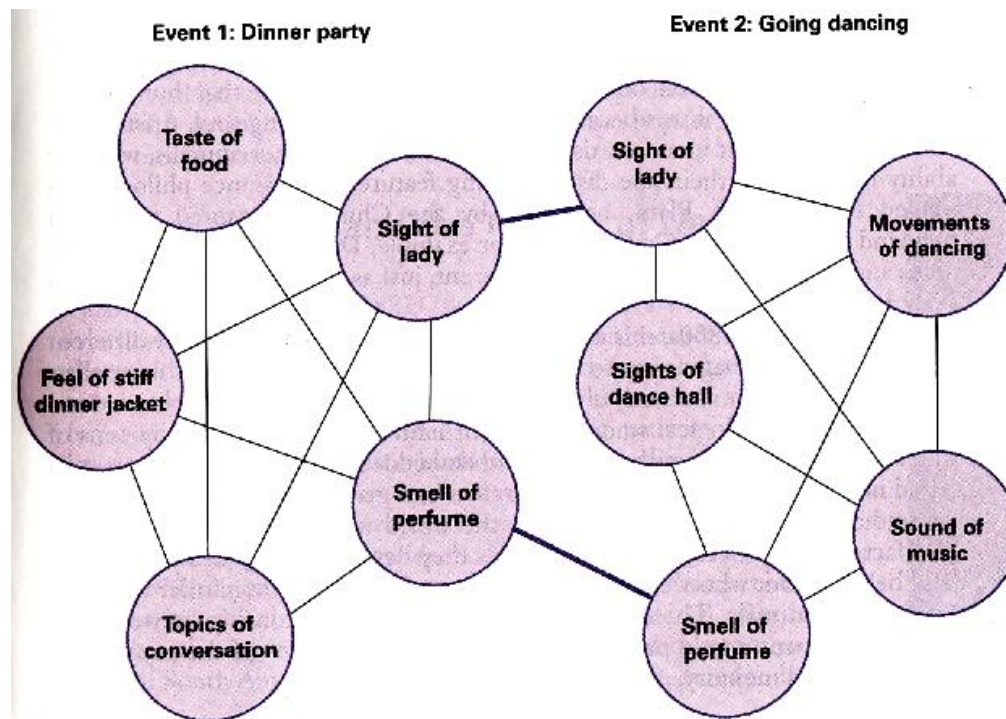 Event 1: Dinner party
Event 2: Going dancing
Taste of
food
Sight of
lady
Feel of stiff
dinner jacket
Smell of
perfume
Topics of
conversation
Sight of
lady
Movements
of dancing
Sights of
dance hall
Sound of
music
Smell of
perfume